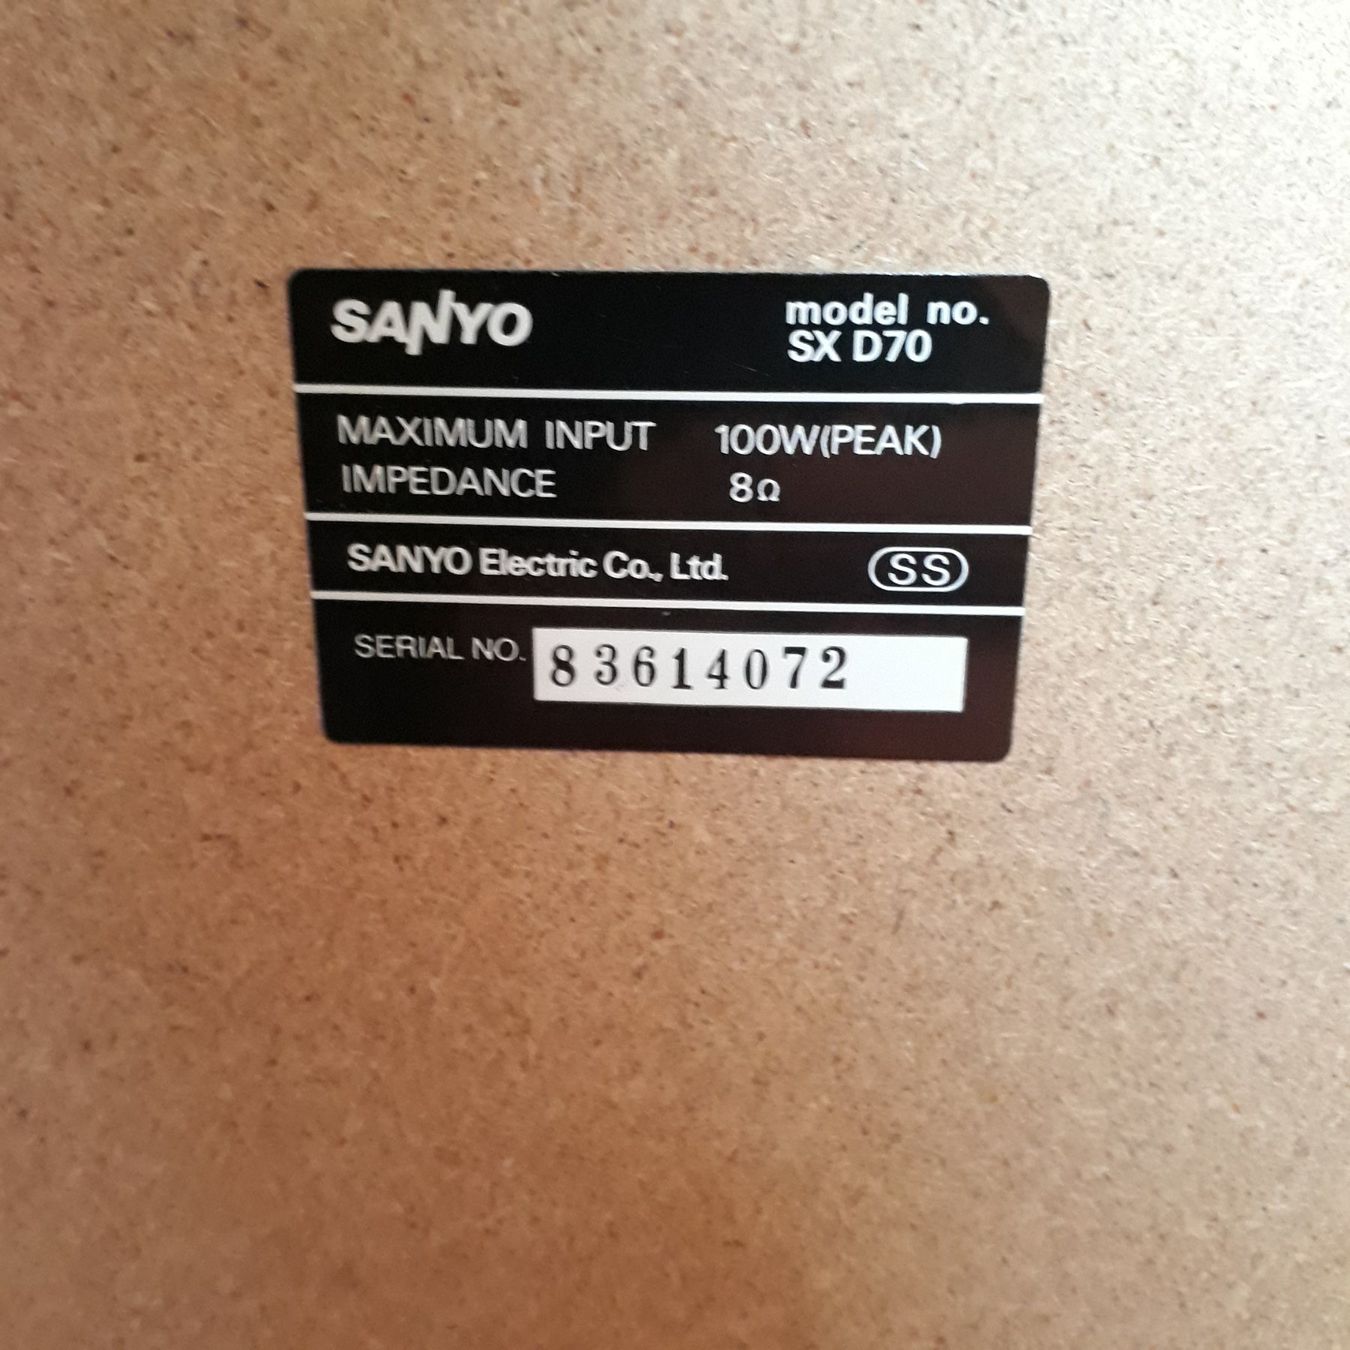 SANYO
model no.
SX D70
MAXIMUM INPUT 100W(PEAK)
IMPEDANCE 8Ω
SANYO Electric Co., Ltd. SS
SERIAL NO. 83614072